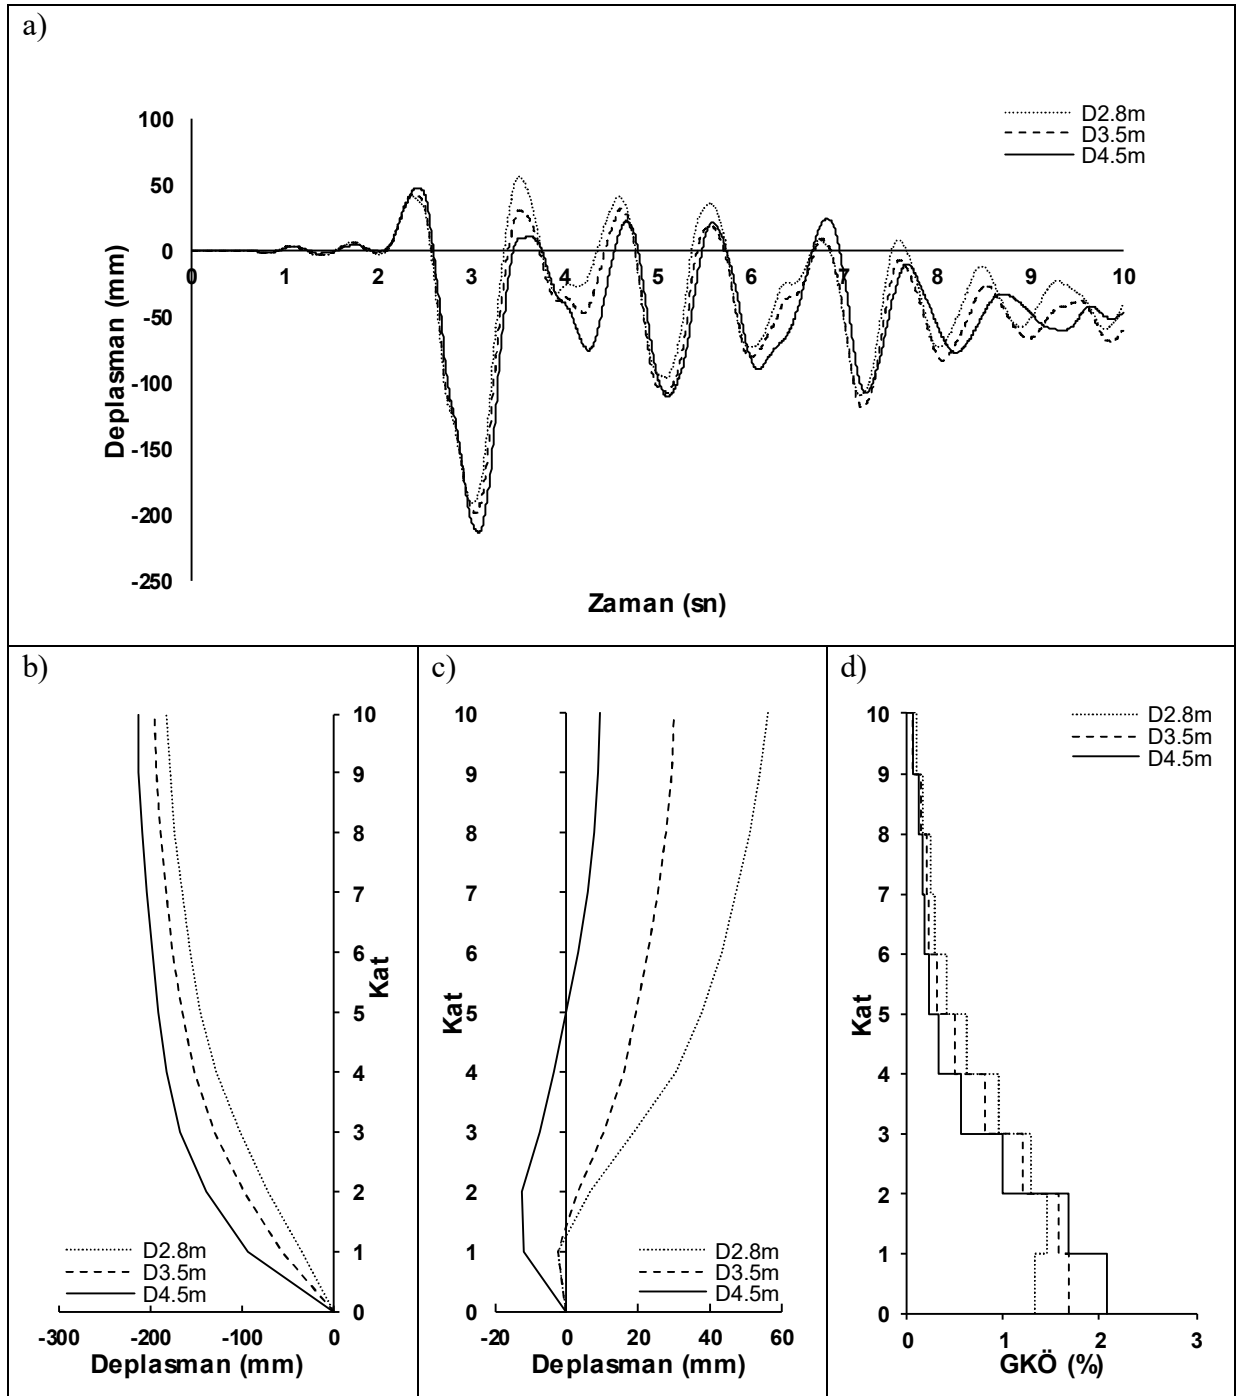 a)
D2.8m
D3.5m
D4.5m
100
50
0
-50
-100
-150
-200
-250
Deplasman (mm)
0 1 2 3 4 5 6 7 8 9 10
Zaman (sn)
b)
10
9
8
7
6
5
4
3
2
1
0
Kat
D2.8m
D3.5m
D4.5m
-300 -200 -100 0
Deplasman (mm)
c)
10
9
8
7
6
5
4
3
2
1
0
Kat
D2.8m
D3.5m
D4.5m
-20 0 20 40 60
Deplasman (mm)
d)
D2.8m
D3.5m
D4.5m
10
9
8
7
6
5
4
3
2
1
0
Kat
0 1 2 3
GKÖ (%)